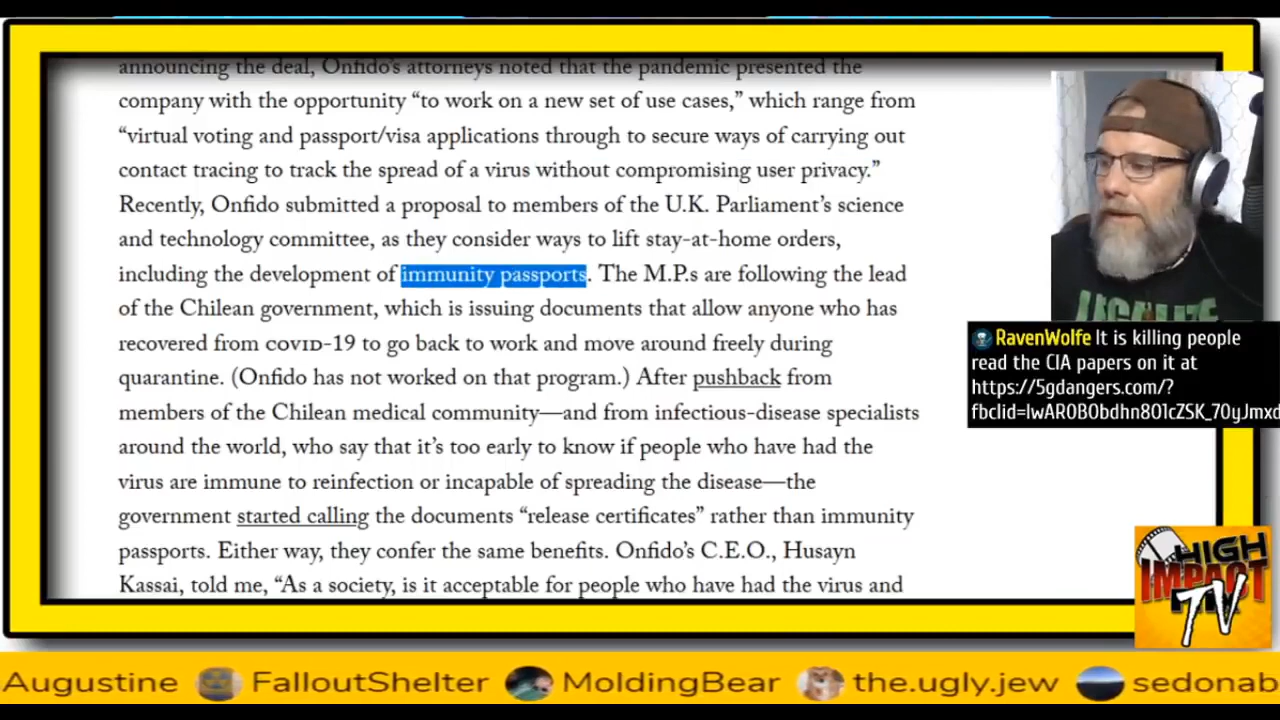 announcing the deal, Onfido's attorneys noted that the pandemic presented the
company with the opportunity “to work on a new set of use cases,” which range from
“virtual voting and passport/visa applications through to secure ways of carrying out
contact tracing to track the spread of a virus without compromising user privacy.”
Recently, Onfido submitted a proposal to members of the U.K. Parliament's science
and technology committee, as they consider ways to lift stay-at-home orders,
including the development of immunity passports. The M.P.s are following the lead
of the Chilean government, which is issuing documents that allow anyone who has
recovered from COVID-19 to go back to work and move around freely during
quarantine. (Onfido has not worked on that program.) After pushback from
members of the Chilean medical community—and from infectious-disease specialists
around the world, who say that it's too early to know if people who have had the
virus are immune to reinfection or incapable of spreading the disease—the
government started calling the documents “release certificates” rather than immunity
passports. Either way, they confer the same benefits. Onfido's C.E.O., Husayn
Kassai, told me, “As a society, is it acceptable for people who have had the virus and
RavenWolfe It is killing people
read the CIA papers on it at
https://5gdangers.com/?
HIGH
IMPACT
TV
Augustine FalloutShelter MoldingBear the.ugly.jew sedonab